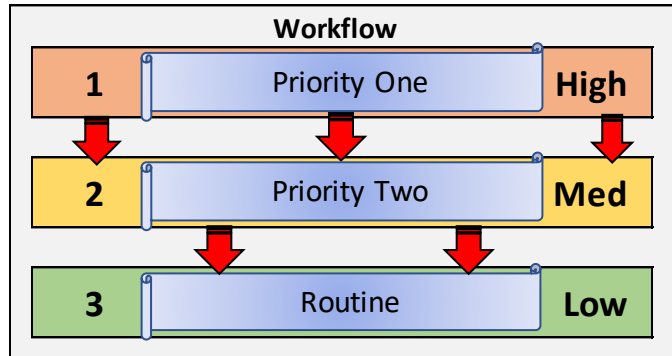 Workflow
1 Priority One High
2 Priority Two Med
3 Routine Low